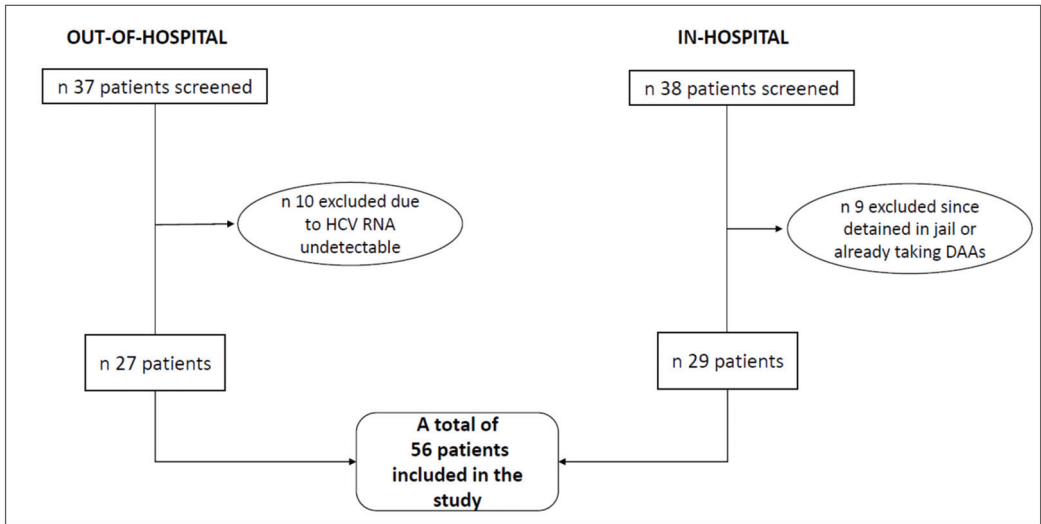 OUT-OF-HOSPITAL
n 37 patients screened
n 10 excluded due
to HCV RNA
undetectable
n 27 patients
IN-HOSPITAL
n 38 patients screened
n 9 excluded since
detained in jail or
already taking DAAs
n 29 patients
A total of
56 patients
included in the
study